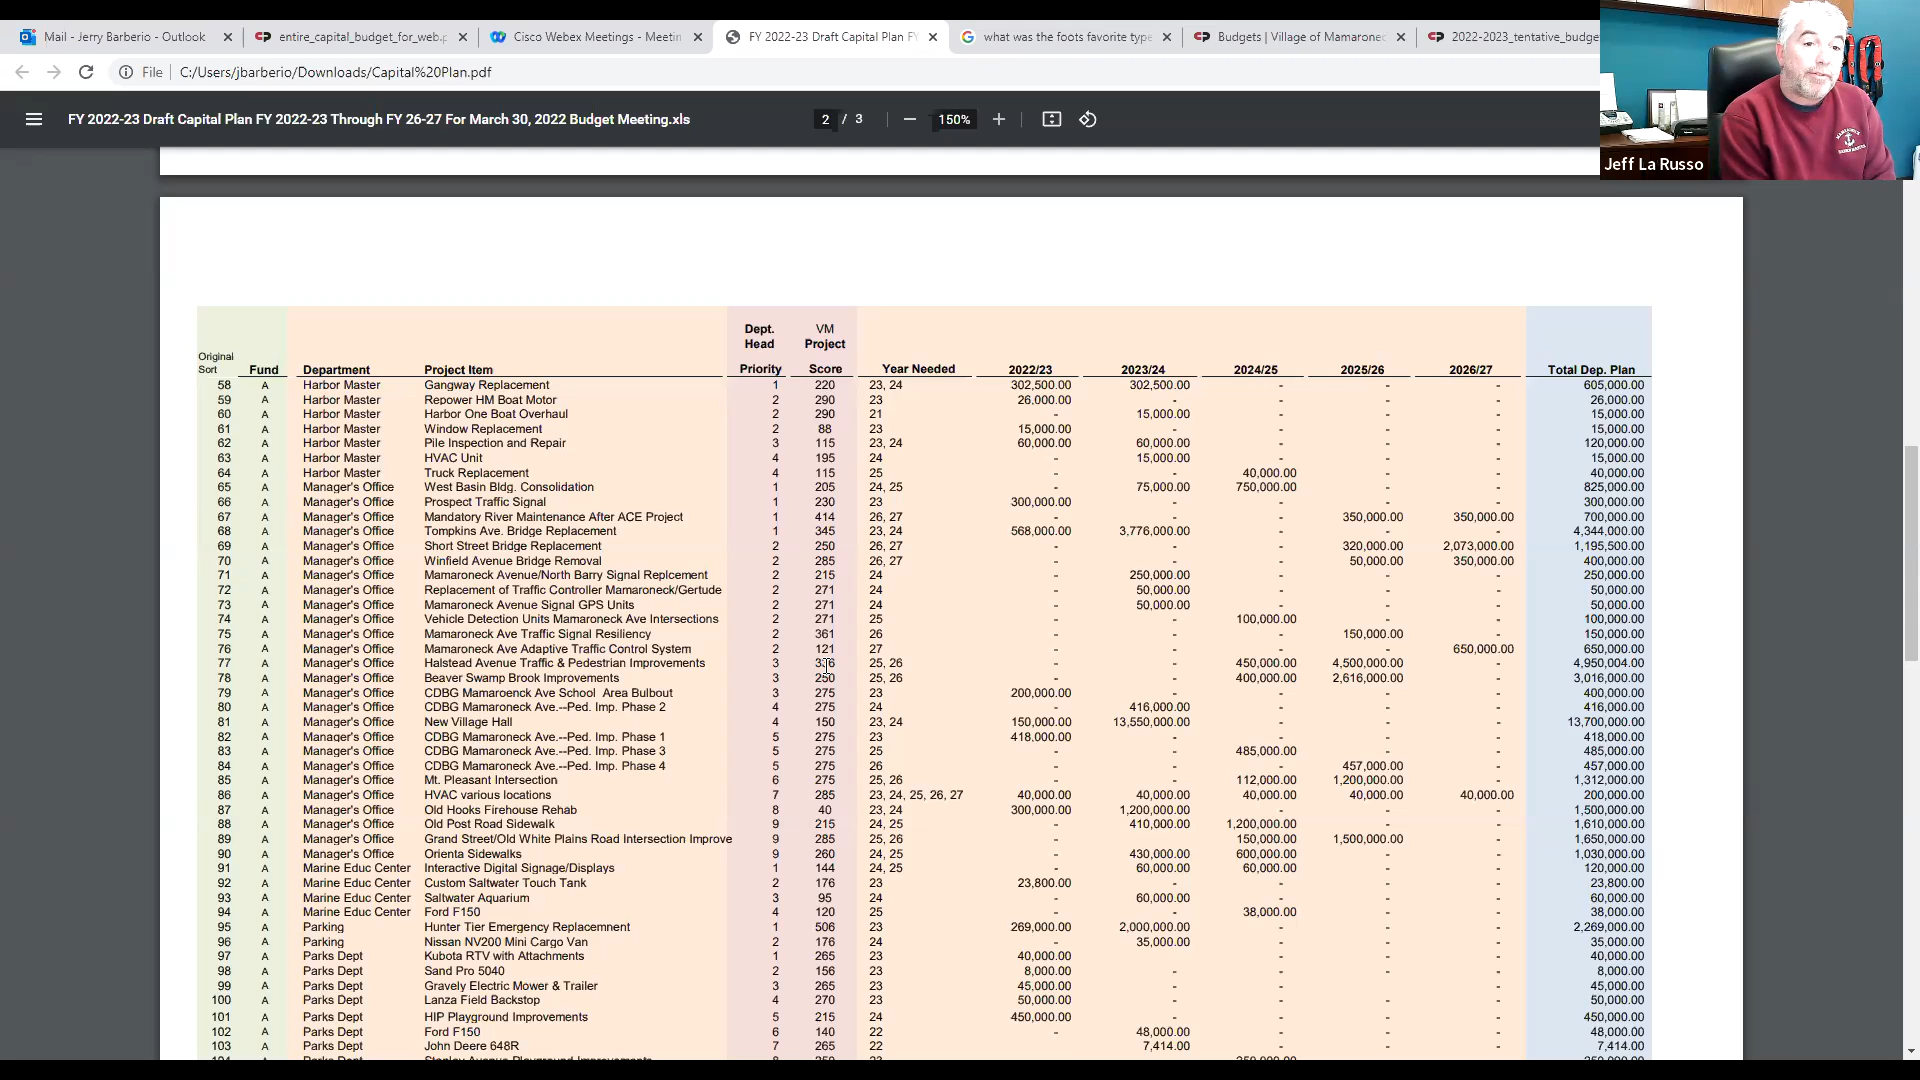 Mail - Jerry Barberio - Outlook
entire_capital_budget_for_web.p
Cisco Webex Meetings - Meetin
FY 2022-23 Draft Capital Plan FY
what was the foots favorite type
Budgets | Village of Mamaronec
2022-2023_tentative_budge
File | C:/Users/jbarberio/Downloads/Capital%20Plan.pdf
FY 2022-23 Draft Capital Plan FY 2022-23 Through FY 26-27 For March 30, 2022 Budget Meeting.xls
2 / 3
150%
Jeff La Russo
Dept. VM
Head Project
Original
Sort Fund Department Project Item Priority Score Year Needed 2022/23 2023/24 2024/25 2025/26 2026/27 Total Dep. Plan
58 A Harbor Master Gangway Replacement 1 220 23, 24 302,500.00 302,500.00 - - - 605,000.00
59 A Harbor Master Repower HM Boat Motor 2 290 23 26,000.00 - - - - 26,000.00
60 A Harbor Master Harbor One Boat Overhaul 2 290 21 - 15,000.00 - - - 15,000.00
61 A Harbor Master Window Replacement 2 88 23 15,000.00 - - - - 15,000.00
62 A Harbor Master Pile Inspection and Repair 3 115 23, 24 60,000.00 60,000.00 - - - 120,000.00
63 A Harbor Master HVAC Unit 4 195 24 - 15,000.00 - - - 15,000.00
64 A Harbor Master Truck Replacement 4 115 25 - - 40,000.00 - - 40,000.00
65 A Manager's Office West Basin Bldg. Consolidation 1 205 24, 25 - 75,000.00 750,000.00 - - 825,000.00
66 A Manager's Office Prospect Traffic Signal 1 230 23 300,000.00 - - - - 300,000.00
67 A Manager's Office Mandatory River Maintenance After ACE Project 1 414 26, 27 - - - 350,000.00 350,000.00 700,000.00
68 A Manager's Office Tompkins Ave. Bridge Replacement 1 345 23, 24 568,000.00 3,776,000.00 - - - 4,344,000.00
69 A Manager's Office Short Street Bridge Replacement 2 250 26, 27 - - - 320,000.00 2,073,000.00 1,195,500.00
70 A Manager's Office Winfield Avenue Bridge Removal 2 285 26, 27 - - - 50,000.00 350,000.00 400,000.00
71 A Manager's Office Mamaroneck Avenue/North Barry Signal Replcement 2 215 24 - 250,000.00 - - - 250,000.00
72 A Manager's Office Replacement of Traffic Controller Mamaroneck/Gertude 2 271 24 - 50,000.00 - - - 50,000.00
73 A Manager's Office Mamaroneck Avenue Signal GPS Units 2 271 24 - 50,000.00 - - - 50,000.00
74 A Manager's Office Vehicle Detection Units Mamaroneck Ave Intersections 2 271 25 - - 100,000.00 - - 100,000.00
75 A Manager's Office Mamaroneck Ave Traffic Signal Resiliency 2 361 26 - - - 150,000.00 - 150,000.00
76 A Manager's Office Mamaroneck Ave Adaptive Traffic Control System 2 121 27 - - - - 650,000.00 650,000.00
77 A Manager's Office Halstead Avenue Traffic & Pedestrian Improvements 3 336 25, 26 - - 450,000.00 4,500,000.00 - 4,950,004.00
78 A Manager's Office Beaver Swamp Brook Improvements 3 250 25, 26 - - 400,000.00 2,616,000.00 - 3,016,000.00
79 A Manager's Office CDBG Mamaroenck Ave School Area Bulbout 3 275 23 200,000.00 - - - - 400,000.00
80 A Manager's Office CDBG Mamaroneck Ave.--Ped. Imp. Phase 2 4 275 24 - 416,000.00 - - - 416,000.00
81 A Manager's Office New Village Hall 4 150 23, 24 150,000.00 13,550,000.00 - - - 13,700,000.00
82 A Manager's Office CDBG Mamaroneck Ave.--Ped. Imp. Phase 1 5 275 23 418,000.00 - - - - 418,000.00
83 A Manager's Office CDBG Mamaroneck Ave.--Ped. Imp. Phase 3 5 275 25 - - 485,000.00 - - 485,000.00
84 A Manager's Office CDBG Mamaroneck Ave.--Ped. Imp. Phase 4 5 275 26 - - - 457,000.00 - 457,000.00
85 A Manager's Office Mt. Pleasant Intersection 6 275 25, 26 - - 112,000.00 1,200,000.00 - 1,312,000.00
86 A Manager's Office HVAC various locations 7 285 23, 24, 25, 26, 27 40,000.00 40,000.00 40,000.00 40,000.00 40,000.00 200,000.00
87 A Manager's Office Old Hooks Firehouse Rehab 8 40 23, 24 300,000.00 1,200,000.00 - - - 1,500,000.00
88 A Manager's Office Old Post Road Sidewalk 9 215 24, 25 - 410,000.00 1,200,000.00 - - 1,610,000.00
89 A Manager's Office Grand Street/Old White Plains Road Intersection Improve 9 285 25, 26 - - 150,000.00 1,500,000.00 - 1,650,000.00
90 A Manager's Office Orienta Sidewalks 9 260 24, 25 - 430,000.00 600,000.00 - - 1,030,000.00
91 A Marine Educ Center Interactive Digital Signage/Displays 1 144 24, 25 - 60,000.00 60,000.00 - - 120,000.00
92 A Marine Educ Center Custom Saltwater Touch Tank 2 176 23 23,800.00 - - - - 23,800.00
93 A Marine Educ Center Saltwater Aquarium 3 95 24 - 60,000.00 - - - 60,000.00
94 A Marine Educ Center Ford F150 4 120 25 - - 38,000.00 - - 38,000.00
95 A Parking Hunter Tier Emergency Replacemnent 1 506 23 269,000.00 2,000,000.00 - - - 2,269,000.00
96 A Parking Nissan NV200 Mini Cargo Van 2 176 24 - 35,000.00 - - - 35,000.00
97 A Parks Dept Kubota RTV with Attachments 1 265 23 40,000.00 40,000.00
98 A Parks Dept Sand Pro 5040 2 156 23 8,000.00 - - - - 8,000.00
99 A Parks Dept Gravely Electric Mower & Trailer 3 265 23 45,000.00 - - - - 45,000.00
100 A Parks Dept Lanza Field Backstop 4 270 23 50,000.00 - - - - 50,000.00
101 A Parks Dept HIP Playground Improvements 5 215 24 450,000.00 - - - - 450,000.00
102 A Parks Dept Ford F150 6 140 22 - 48,000.00 - - - 48,000.00
103 A Parks Dept John Deere 648R 7 265 22 7,414.00 - - - 7,414.00